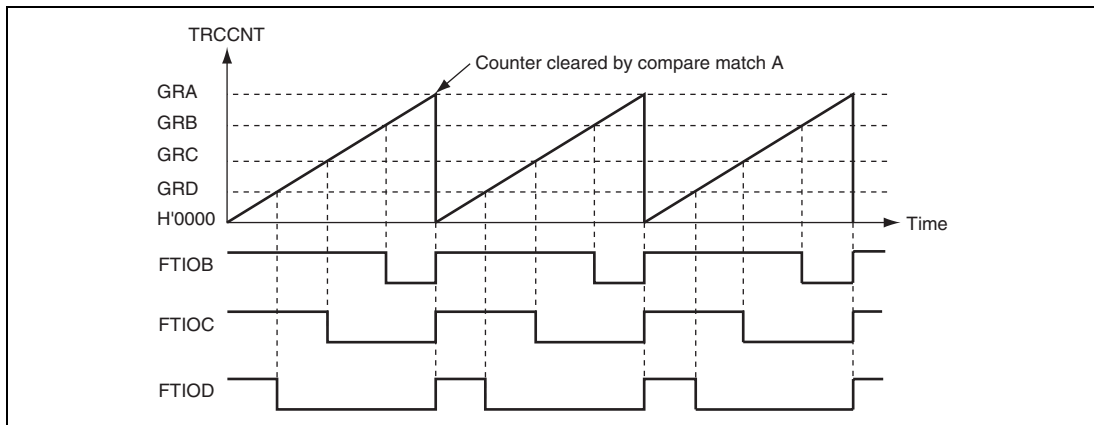 TRCCNT
Counter cleared by compare match A
GRA
GRB
GRC
GRD
H'0000
Time
FTIOB
FTIOC
FTIOD